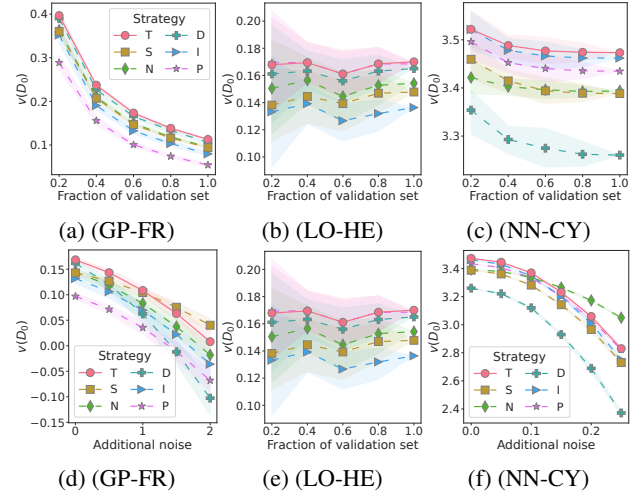 v(D₀)
0.4
0.3
0.2
0.1
Strategy
T D
S I
N P
0.2 0.4 0.6 0.8 1.0
Fraction of validation set
(a) (GP-FR)
v(D₀)
0.20
0.18
0.16
0.14
0.12
0.10
0.2 0.4 0.6 0.8 1.0
Fraction of validation set
(b) (LO-HE)
v(D₀)
3.5
3.4
3.3
0.2 0.4 0.6 0.8 1.0
Fraction of validation set
(c) (NN-CY)
v(D₀)
0.15
0.10
0.05
0.00
−0.05
−0.10
−0.15
Strategy
T D
S I
N P
0 1 2
Additional noise
(d) (GP-FR)
v(D₀)
0.20
0.18
0.16
0.14
0.12
0.10
0.2 0.4 0.6 0.8 1.0
Fraction of validation set
(e) (LO-HE)
v(D₀)
3.4
3.2
3.0
2.8
2.6
2.4
Strategy
T D
S I
N P
0.0 0.1 0.2
Additional noise
(f) (NN-CY)